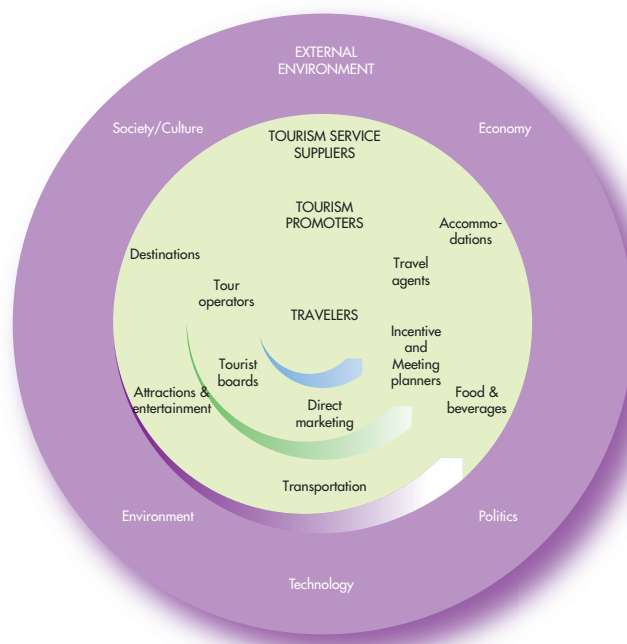 EXTERNAL
ENVIRONMENT
Society/Culture
Economy
TOURISM SERVICE
SUPPLIERS
TOURISM
PROMOTERS
Accommo-
dations
Destinations
Travel
agents
Tour
operators
TRAVELERS
Incentive
and
Meeting
planners
Tourist
boards
Attractions &
entertainment
Food &
beverages
Direct
marketing
Transportation
Environment
Politics
Technology